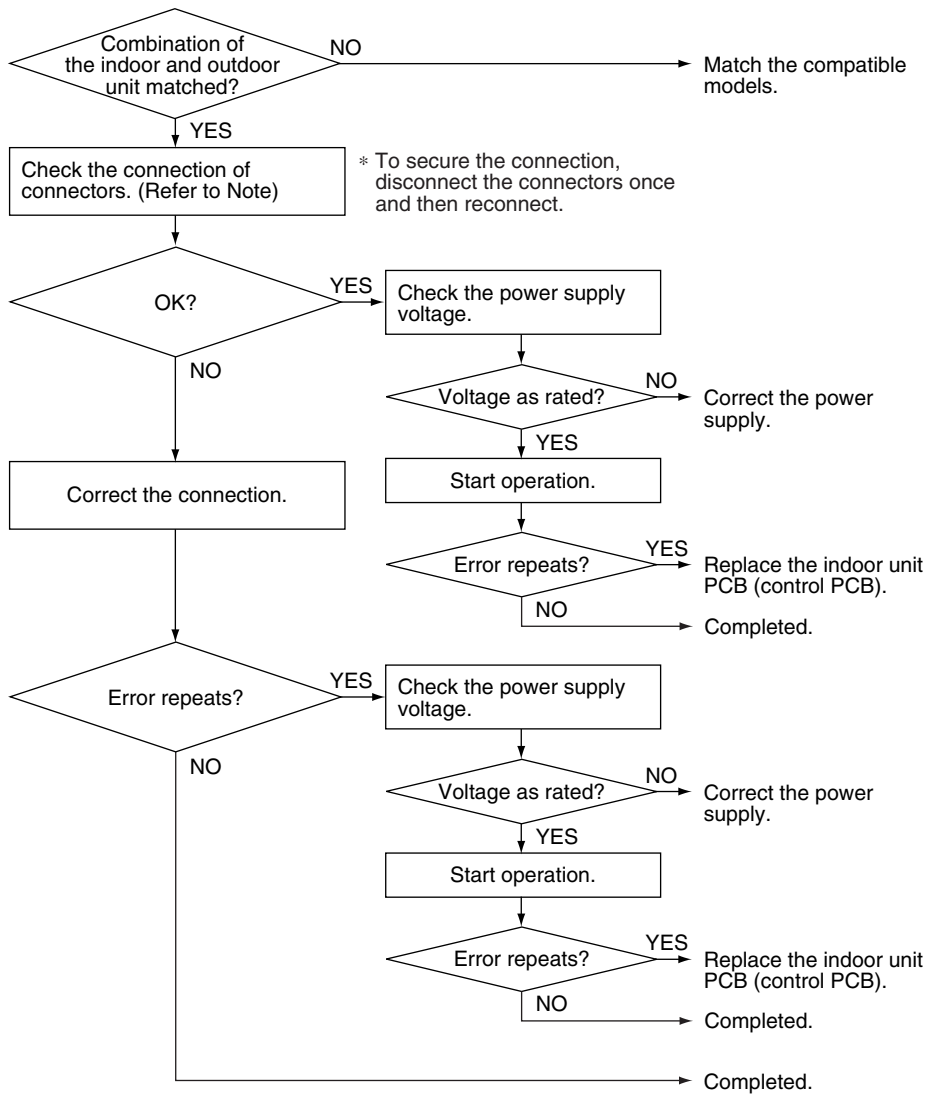 Combination of
the indoor and outdoor
unit matched?
NO
Match the compatible
models.
YES
Check the connection of
connectors. (Refer to Note)
* To secure the connection,
disconnect the connectors once
and then reconnect.
OK?
YES
Check the power supply
voltage.
NO
Voltage as rated?
NO
Correct the power
supply.
YES
Start operation.
Correct the connection.
Error repeats?
YES
Replace the indoor unit
PCB (control PCB).
NO
Completed.
Error repeats?
YES
Check the power supply
voltage.
NO
Voltage as rated?
NO
Correct the power
supply.
YES
Start operation.
Error repeats?
YES
Replace the indoor unit
PCB (control PCB).
NO
Completed.
Completed.